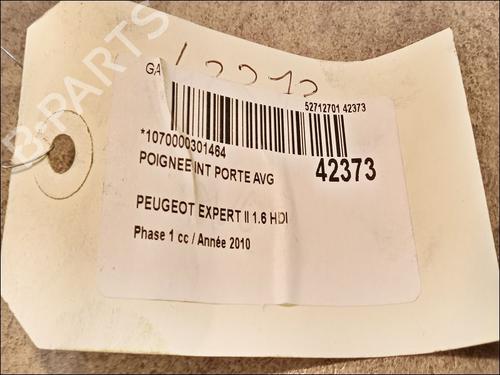 GA
52712701 42373
*1070000301464
42373
POIGNEE INT PORTE AVG
PEUGEOT EXPERT II 1.6 HDI
Phase 1 cc / Année 2010
B-PARTS